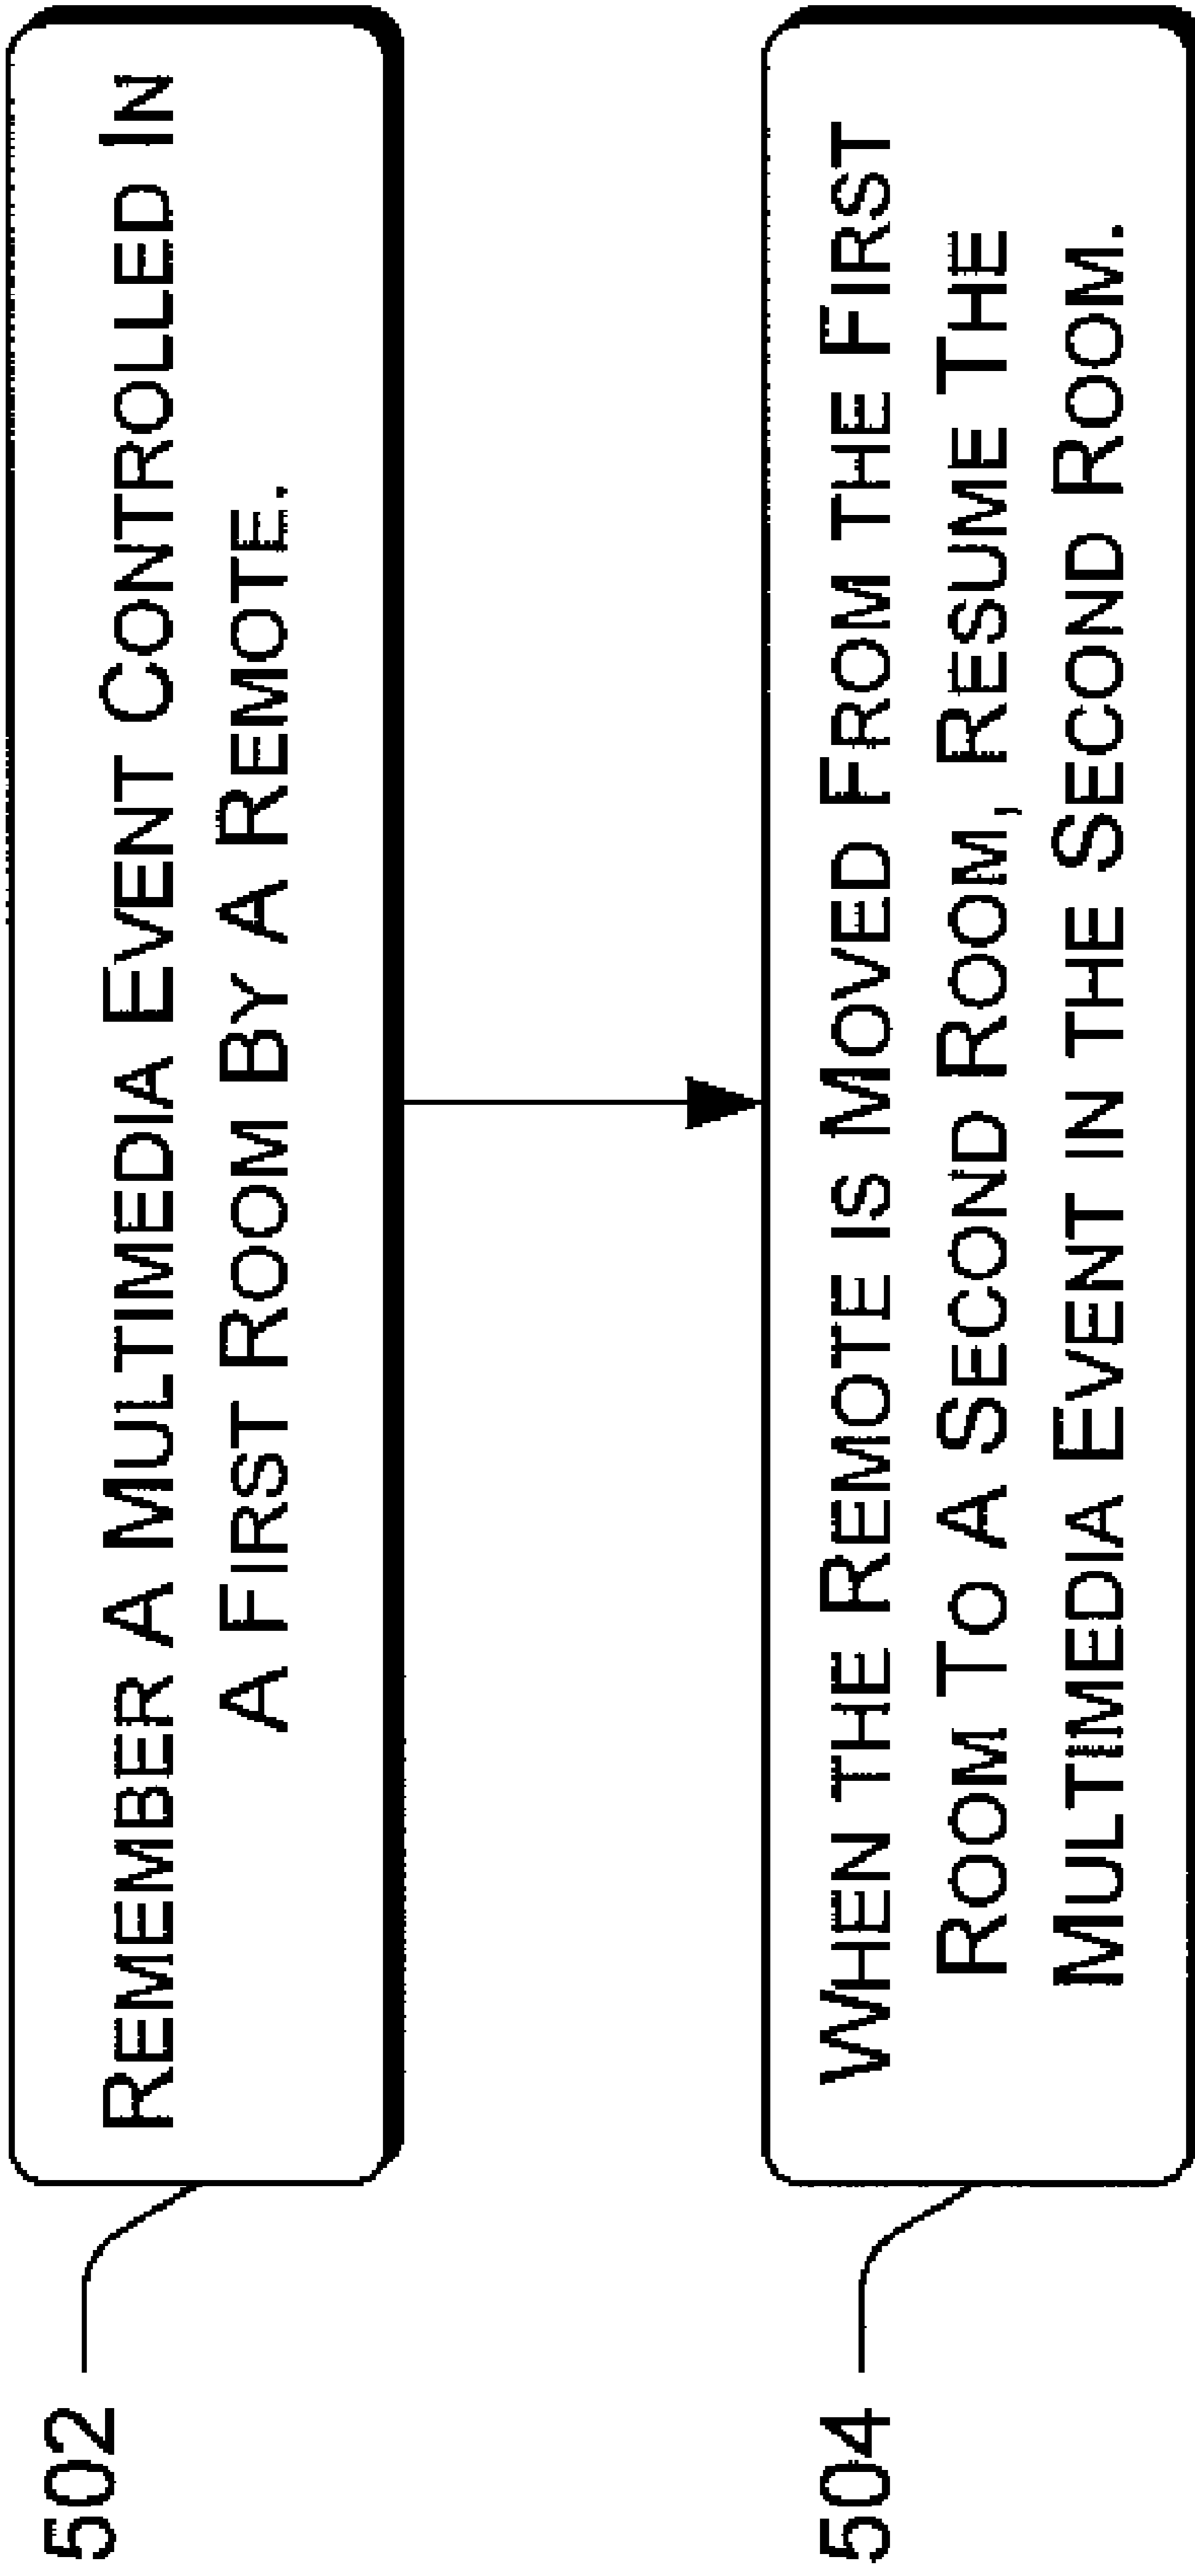 502
REMEMBER A MULTIMEDIA EVENT CONTROLLED IN
A FIRST ROOM BY A REMOTE.
504
WHEN THE REMOTE IS MOVED FROM THE FIRST
ROOM TO A SECOND ROOM, RESUME THE
MULTIMEDIA EVENT IN THE SECOND ROOM.